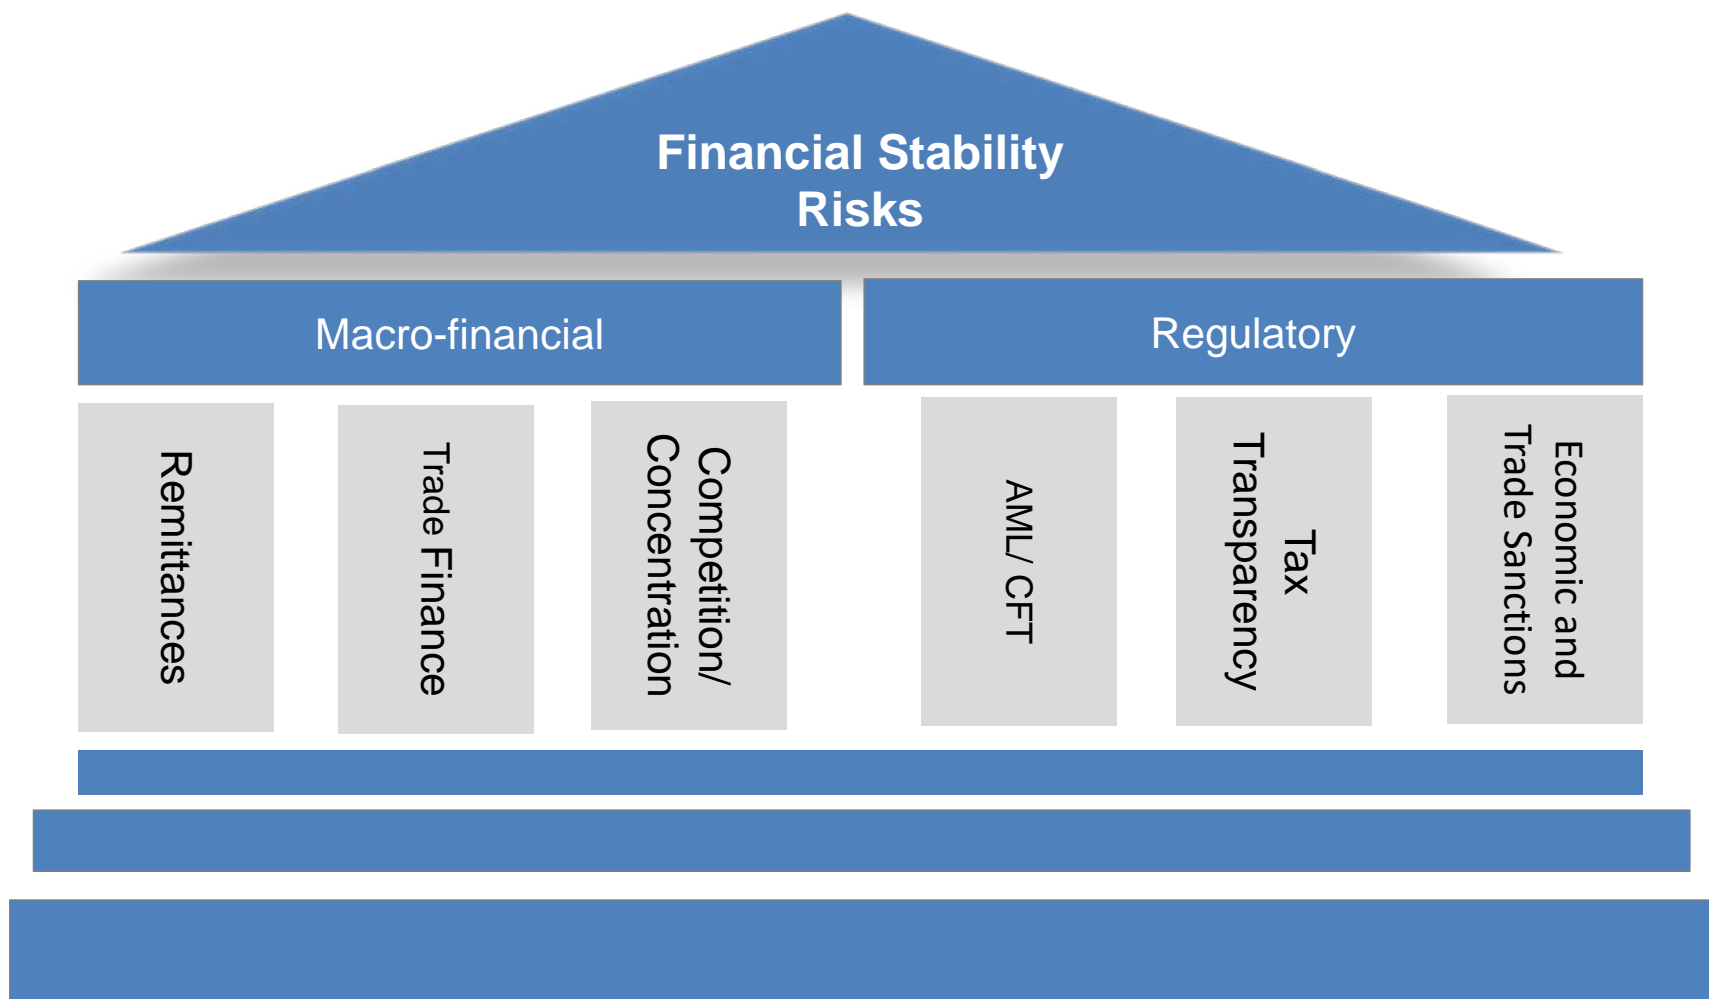 Financial Stability
Risks
Macro-financial
Regulatory
Remittances
Trade Finance
Competition/
Concentration
AML/ CFT
Tax
Transparency
Economic and
Trade Sanctions